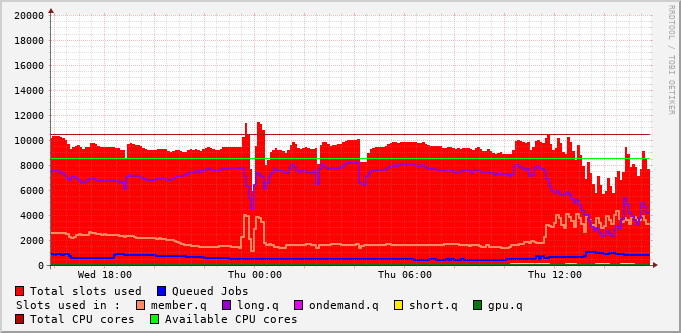 20000
18000
16000
14000
12000
10000
8000
6000
4000
2000
0
Wed 18:00 Thu 00:00 Thu 06:00 Thu 12:00
Total slots used Queued Jobs
Slots used in : member.q long.q ondemand.q short.q gpu.q
Total CPU cores Available CPU cores
RRDTOOL / TOBI OETIKER